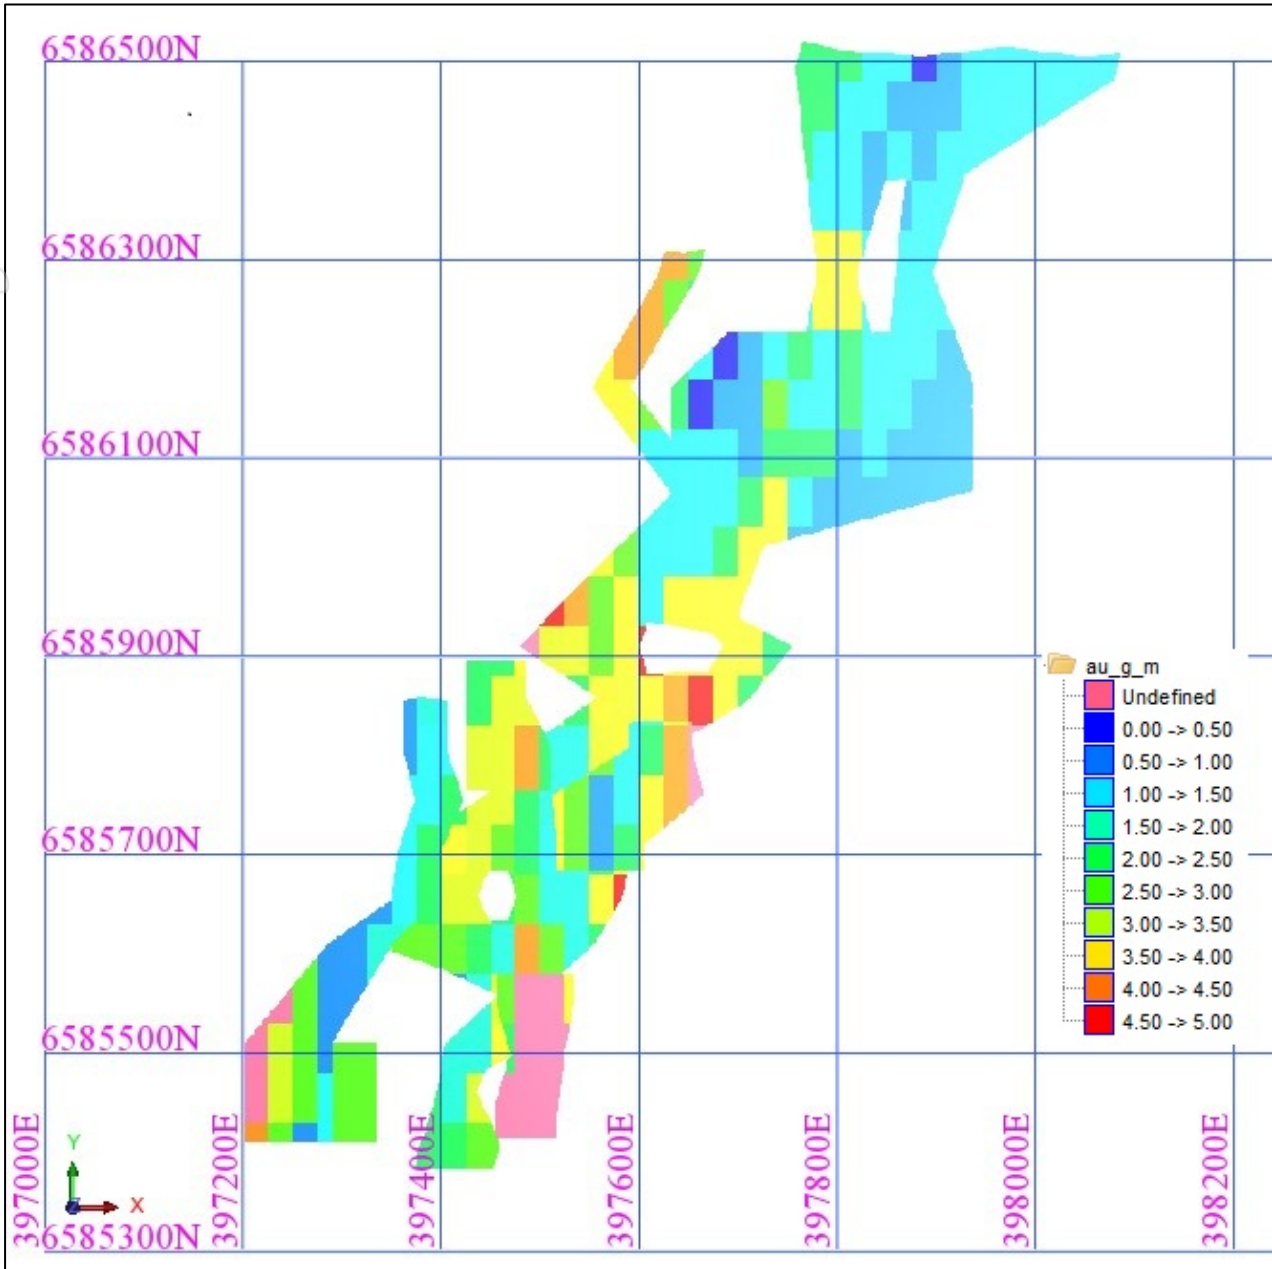 6586500N
6586300N
6586100N
6585900N
au_g_m
Undefined
0.00 -> 0.50
0.50 -> 1.00
1.00 -> 1.50
1.50 -> 2.00
2.00 -> 2.50
2.50 -> 3.00
3.00 -> 3.50
3.50 -> 4.00
4.00 -> 4.50
4.50 -> 5.00
6585700N
6585500N
397000E
397200E
397400E
397600E
397800E
398000E
398200E
Y
Z
X
6585300N